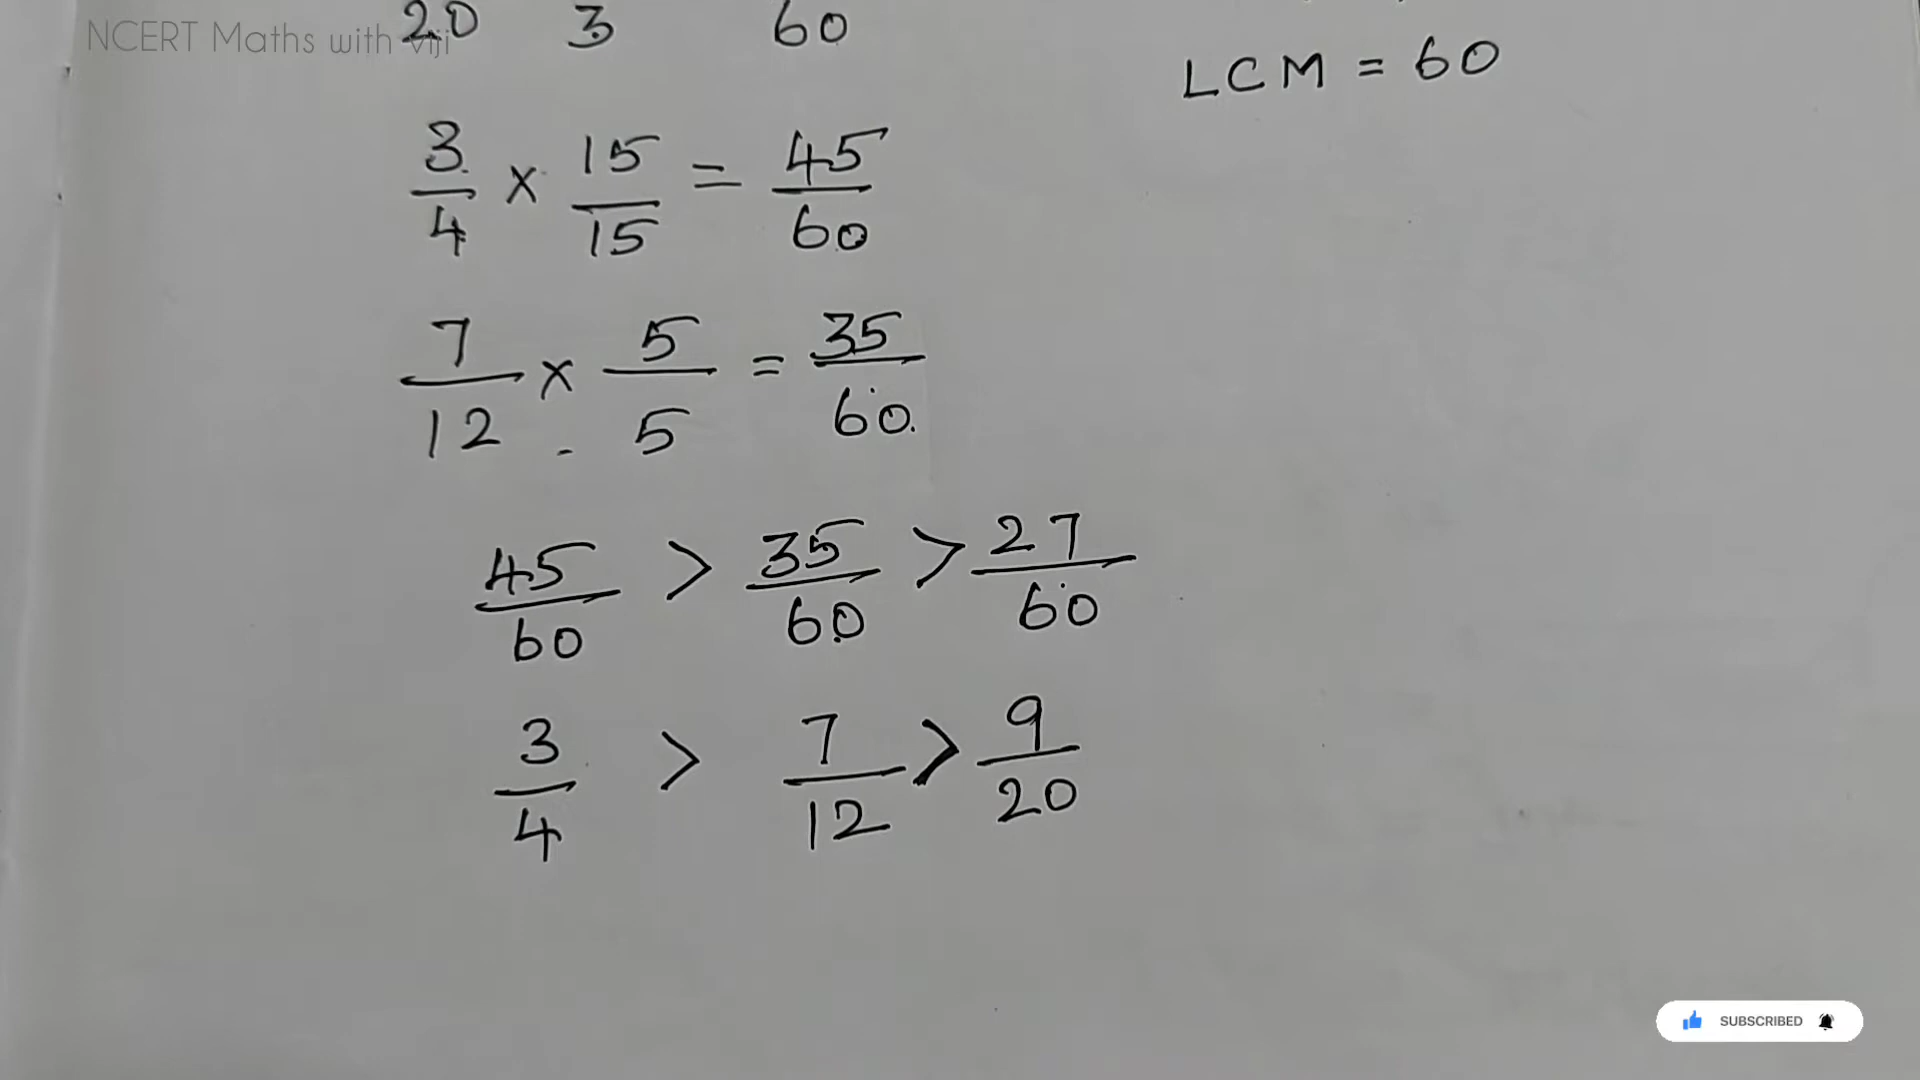 NCERT Maths with viji
20 3 60
LCM = 60
3/4 × 15/15 = 45/60
7/12 × 5/5 = 35/60
45/60 > 35/60 > 27/60
3/4 > 7/12 > 9/20
SUBSCRIBED